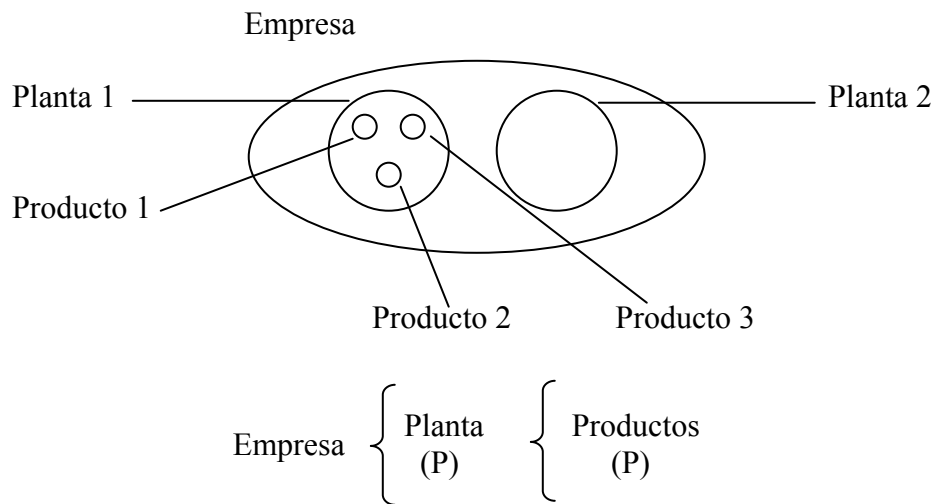 Empresa
Planta 1
Planta 2
Producto 1
Producto 2
Producto 3
Empresa
Planta
(P)
Productos
(P)